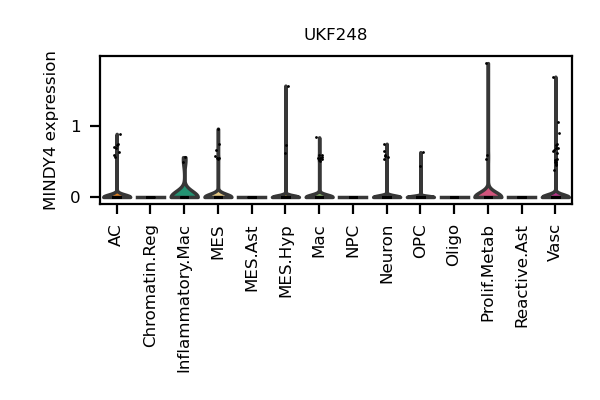 UKF248
MINDY4 expression
1
0
AC
Chromatin.Reg
Inflammatory.Mac
MES
MES.Ast
MES.Hyp
Mac
NPC
Neuron
OPC
Oligo
Prolif.Metab
Reactive.Ast
Vasc